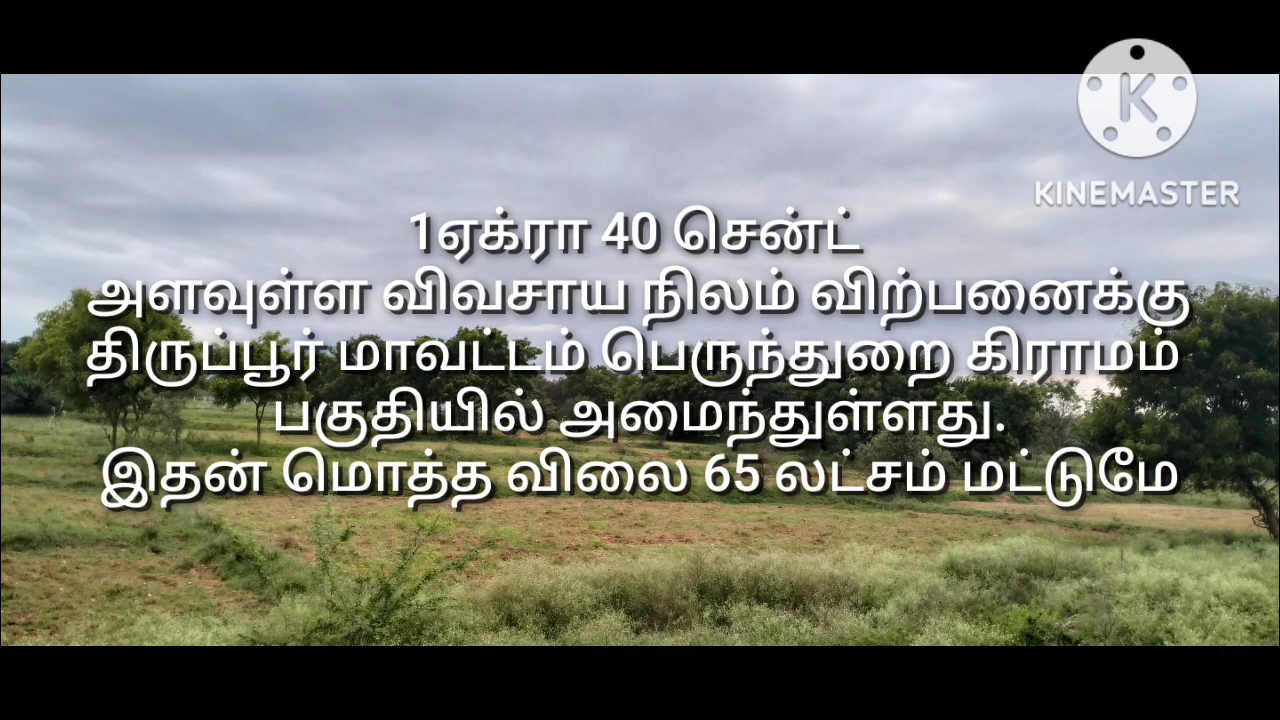 KINEMASTER
1ஏக்ரா 40 சென்ட்
அளவுள்ள விவசாய நிலம் விற்பனைக்கு
திருப்பூர் மாவட்டம் பெருந்துறை கிராமம்
பகுதியில் அமைந்துள்ளது.
இதன் மொத்த விலை 65 லட்சம் மட்டுமே